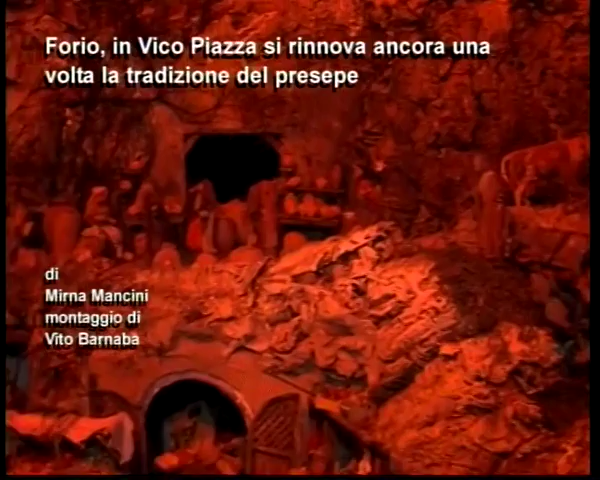 Forio, in Vico Piazza si rinnova ancora una
volta la tradizione del presepe
di
Mirna Mancini
montaggio di
Vito Barnaba